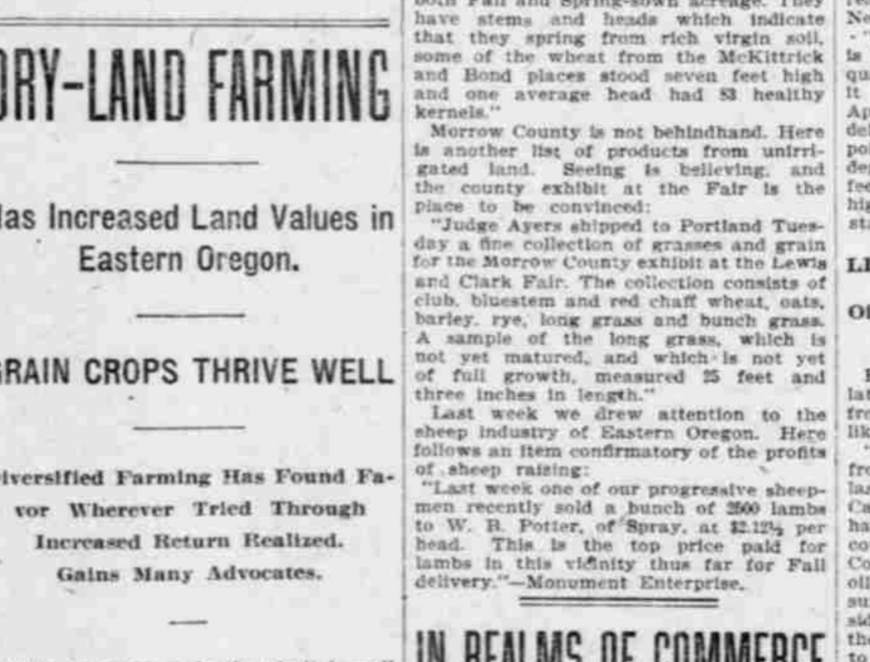 DRY-LAND FARMING
Has Increased Land Values in
Eastern Oregon.
GRAIN CROPS THRIVE WELL
Diversified Farming Has Found Fa-
vor Wherever Tried Through
Increased Return Realized.
Gains Many Advocates.
both Fall and Spring-sown acreage. They
have stems and heads which indicate
that they spring from rich virgin soil,
some of the wheat from the McKittrick
and Bond places stood seven feet high
and one average head had 53 healthy
kernels."
Morrow County is not behindhand. Here
is another list of products from unirri-
gated land. Seeing is believing, and
the county exhibit at the Fair is the
place to be convinced:
"Judge Ayers shipped to Portland Tues-
day a fine collection of grasses and grain
for the Morrow County exhibit at the Lewis
and Clark Fair. The collection consists of
club, bluestem and red chaff wheat, oats,
barley, rye, long grass and bunch grass.
A sample of the long grass, which is
not yet matured, and which is not yet
of full growth, measured 25 feet and
three inches in length."
Last week we drew attention to the
sheep industry of Eastern Oregon. Here
follows an item confirmatory of the profits
of sheep raising:
"Last week one of our progressive sheep-
men recently sold a bunch of 2600 lambs
to W. B. Potter, of Spray, at $2.12½ per
head. This is the top price paid for
lambs in this vicinity thus far for Fall
delivery."—Monument Enterprise.
IN REALMS OF COMMERCE